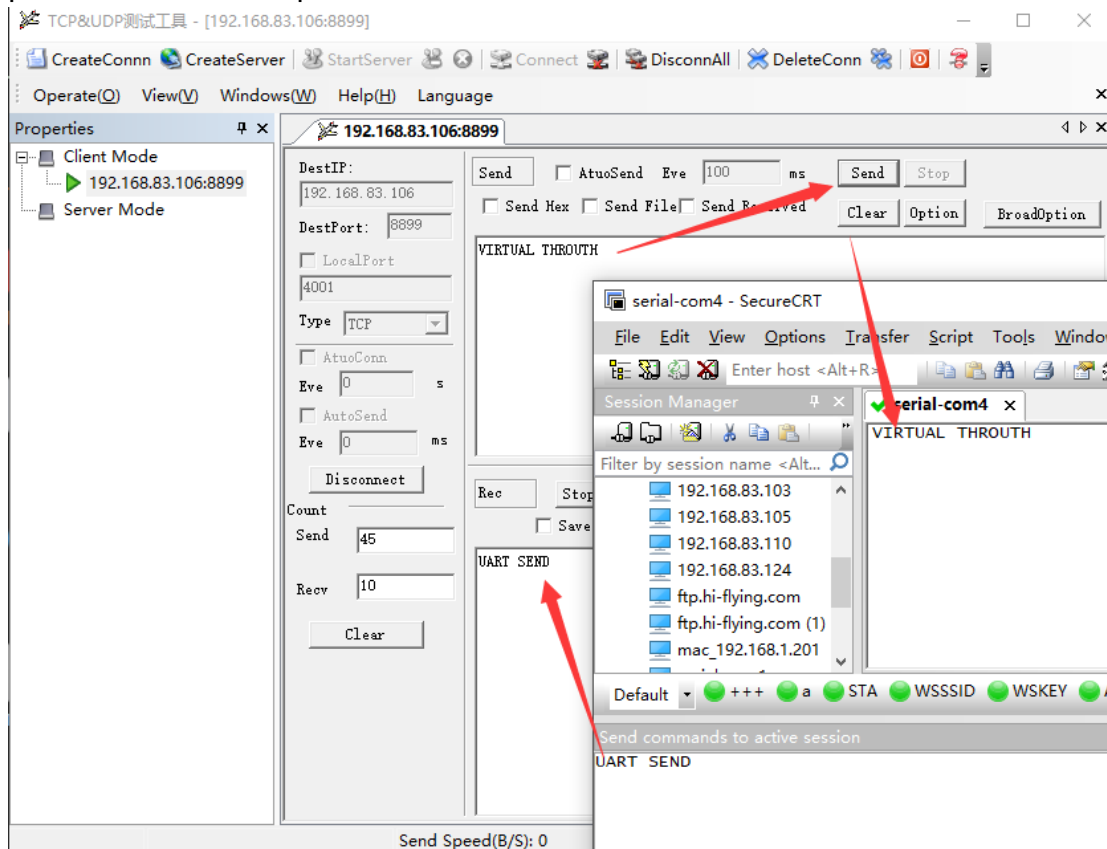 TCP&UDP测试工具 - [192.168.83.106:8899]
CreateConnn CreateServer StartServer Connect DisconnAll DeleteConn
Operate(O) View(V) Windows(W) Help(H) Language
Properties
192.168.83.106:8899
Client Mode
192.168.83.106:8899
Server Mode
DestIP:
192.168.83.106
DestPort: 8899
LocalPort
4001
Type TCP
AtuoConn
Eve 0 s
AutoSend
Eve 0 ms
Disconnect
Count
Send 45
Recv 10
Clear
Send AtuoSend Eve 100 ms Send Stop
Send Hex Send File Send Received Clear Option BroadOption
VIRTUAL THROUTH
Rec Stop
Save
UART SEND
serial-com4 - SecureCRT
File Edit View Options Transfer Script Tools Window
Enter host <Alt+R>
Session Manager
serial-com4
VIRTUAL THROUTH
Filter by session name <Alt...
192.168.83.103
192.168.83.105
192.168.83.110
192.168.83.124
ftp.hi-flying.com
ftp.hi-flying.com (1)
mac_192.168.1.201
Default +++ a STA WSSSID WSKEY
Send commands to active session
UART SEND
Send Speed(B/S): 0